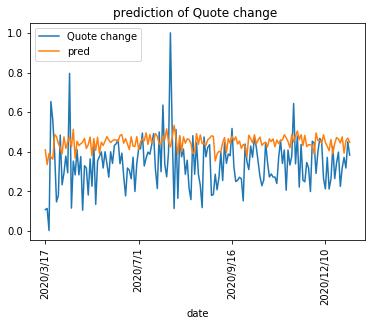 prediction of Quote change
Quote change
pred
1.0
0.8
0.6
0.4
0.2
0.0
2020/3/17
2020/7/1
2020/9/16
2020/12/10
date